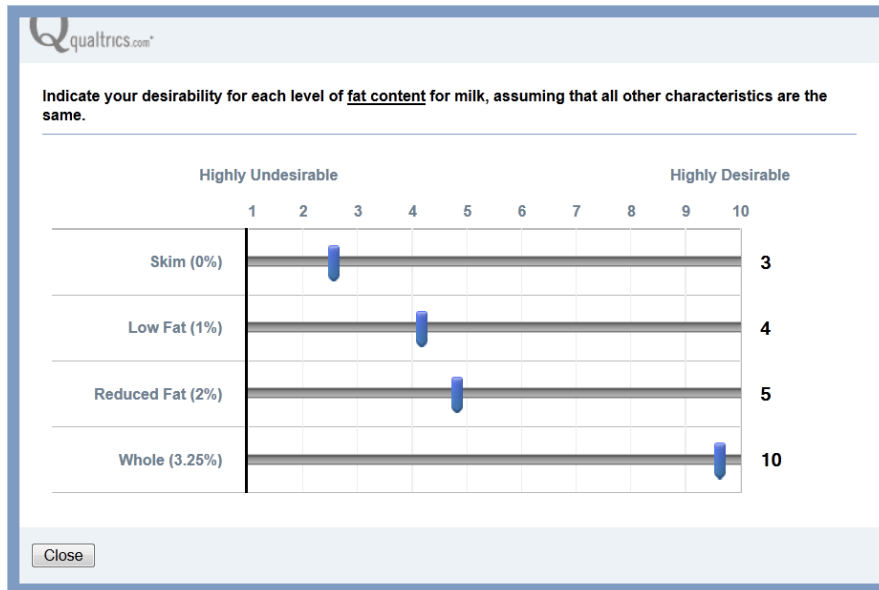 Qualtrics.com®
Indicate your desirability for each level of fat content for milk, assuming that all other characteristics are the
same.
Highly Undesirable Highly Desirable
1 2 3 4 5 6 7 8 9 10
Skim (0%) 3
Low Fat (1%) 4
Reduced Fat (2%) 5
Whole (3.25%) 10
Close